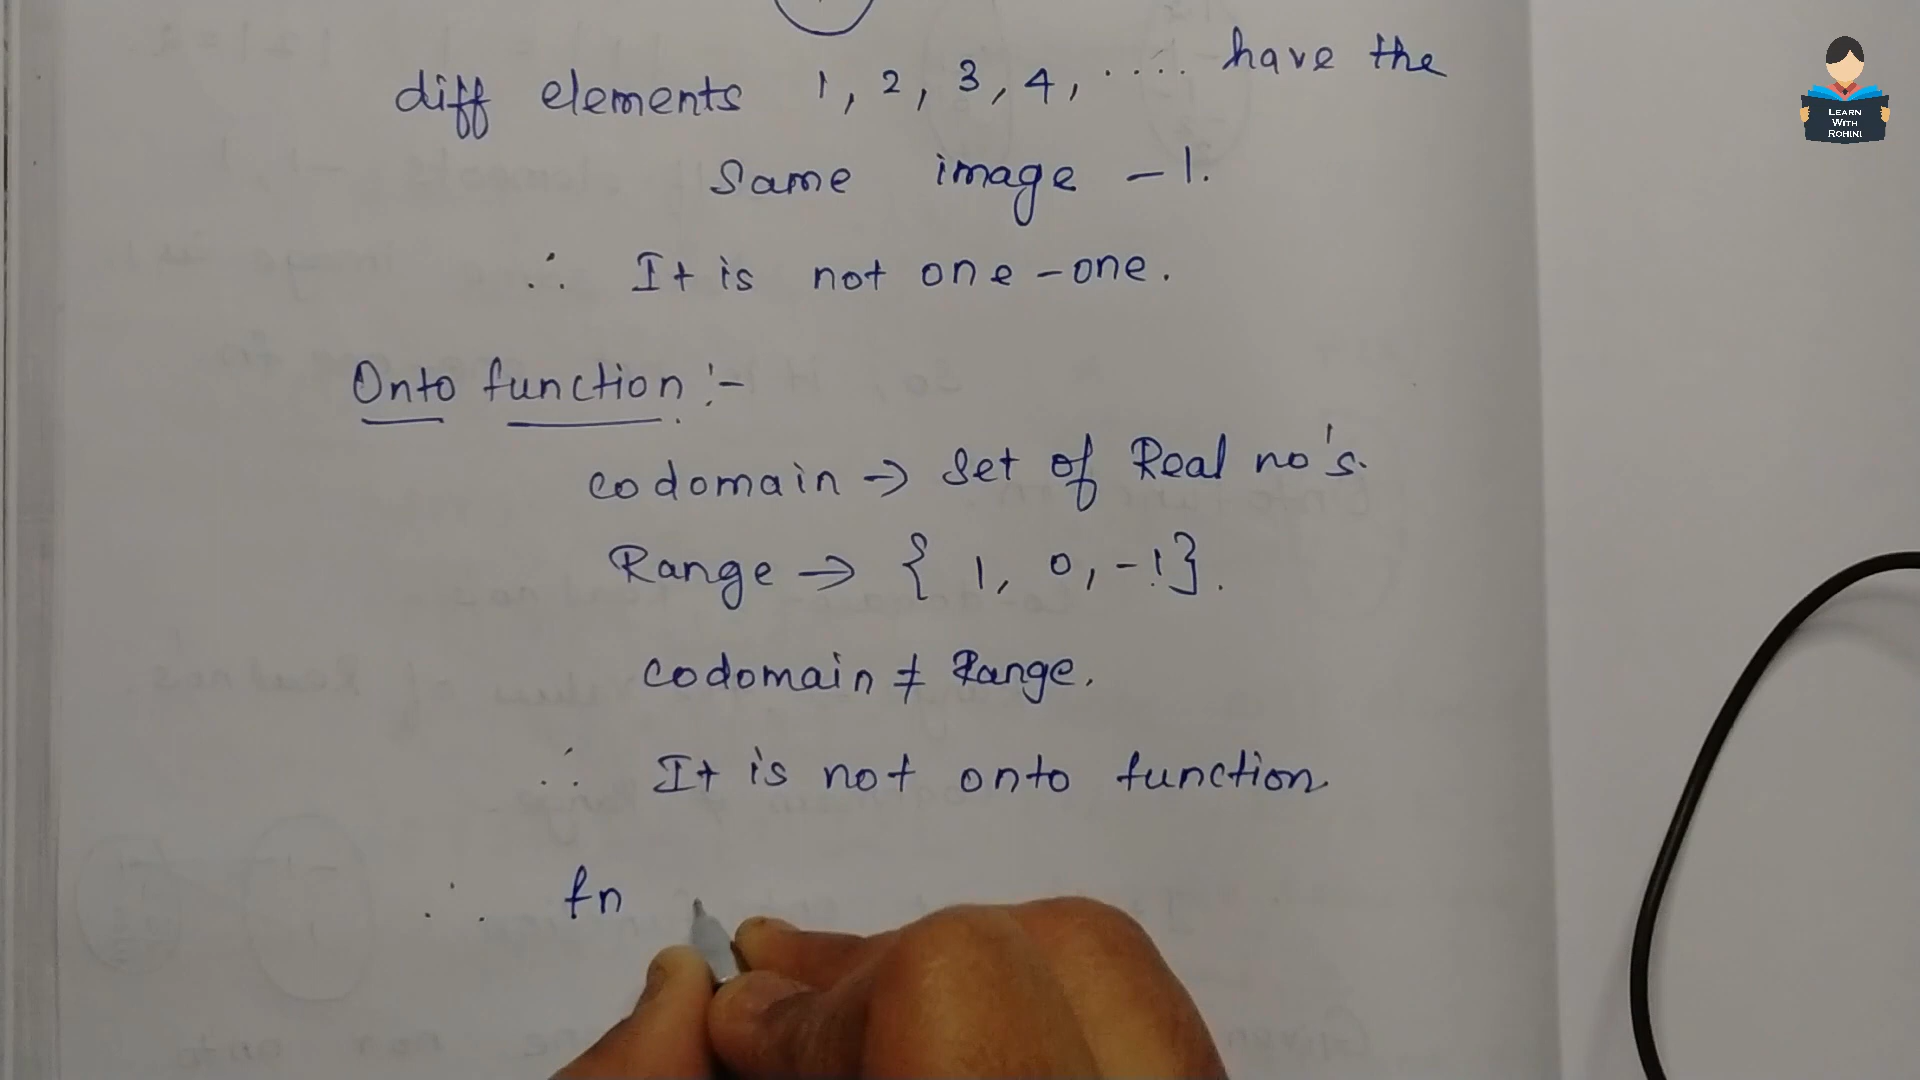 diff elements 1, 2, 3, 4, .... have the
Same image -1.
∴ It is not one-one.
Onto function :-
codomain → Set of Real no's.
Range → { 1, 0, -1}.
codomain ≠ Range.
∴ It is not onto function
∴ fn
LEARN
WITH
ROHINI